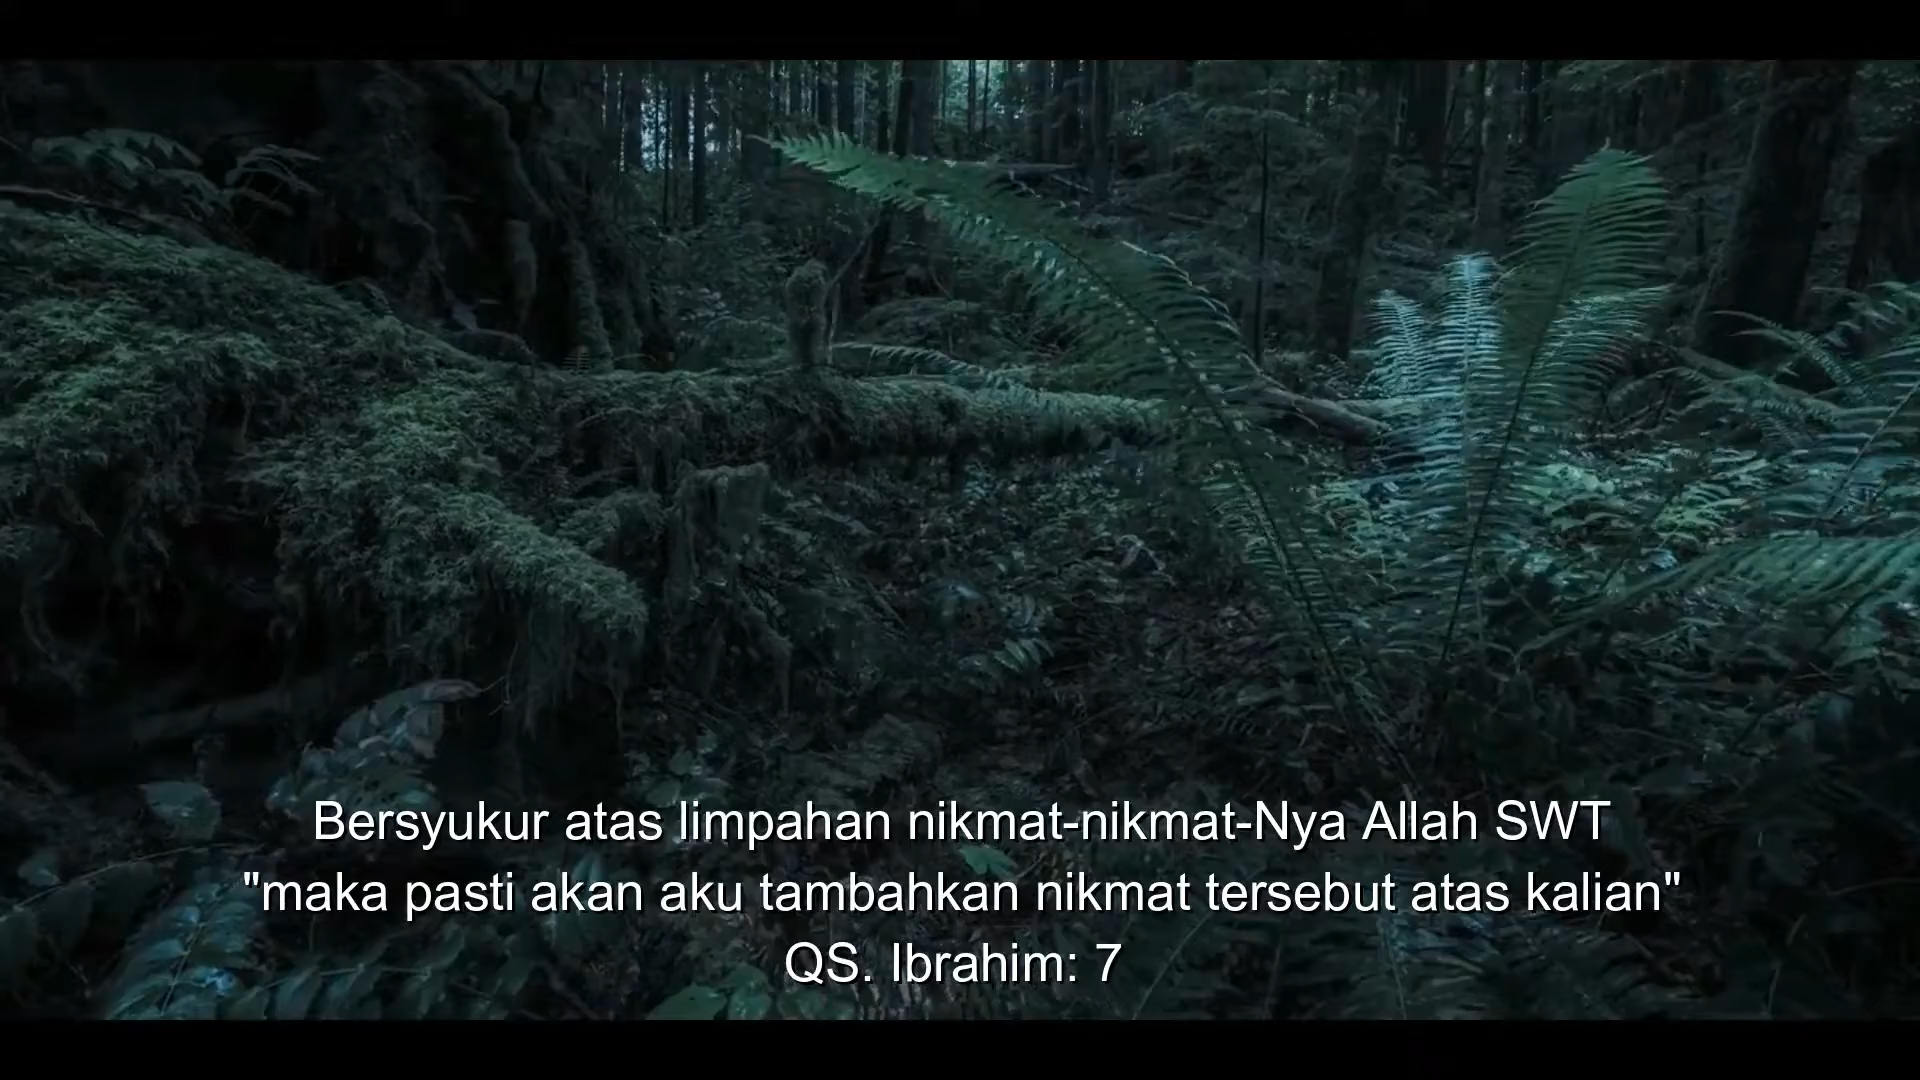 Bersyukur atas limpahan nikmat-nikmat-Nya Allah SWT
"maka pasti akan aku tambahkan nikmat tersebut atas kalian"
QS. Ibrahim: 7